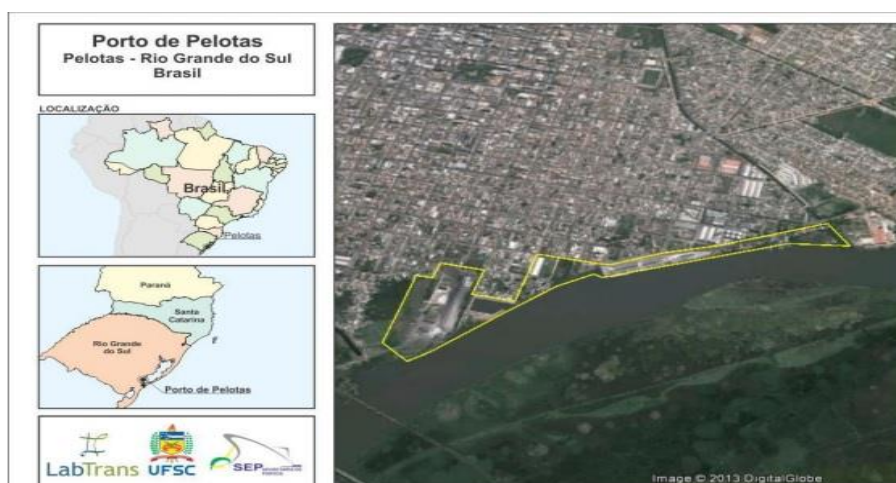 Porto de Pelotas
Pelotas - Rio Grande do Sul
Brasil
LOCALIZAÇÃO
Brasil
Pelotas
Paraná
Santa
Catarina
Rio Grande
do Sul
Porto de Pelotas
LabTrans
UFSC
SEP
Image © 2013 DigitalGlobe